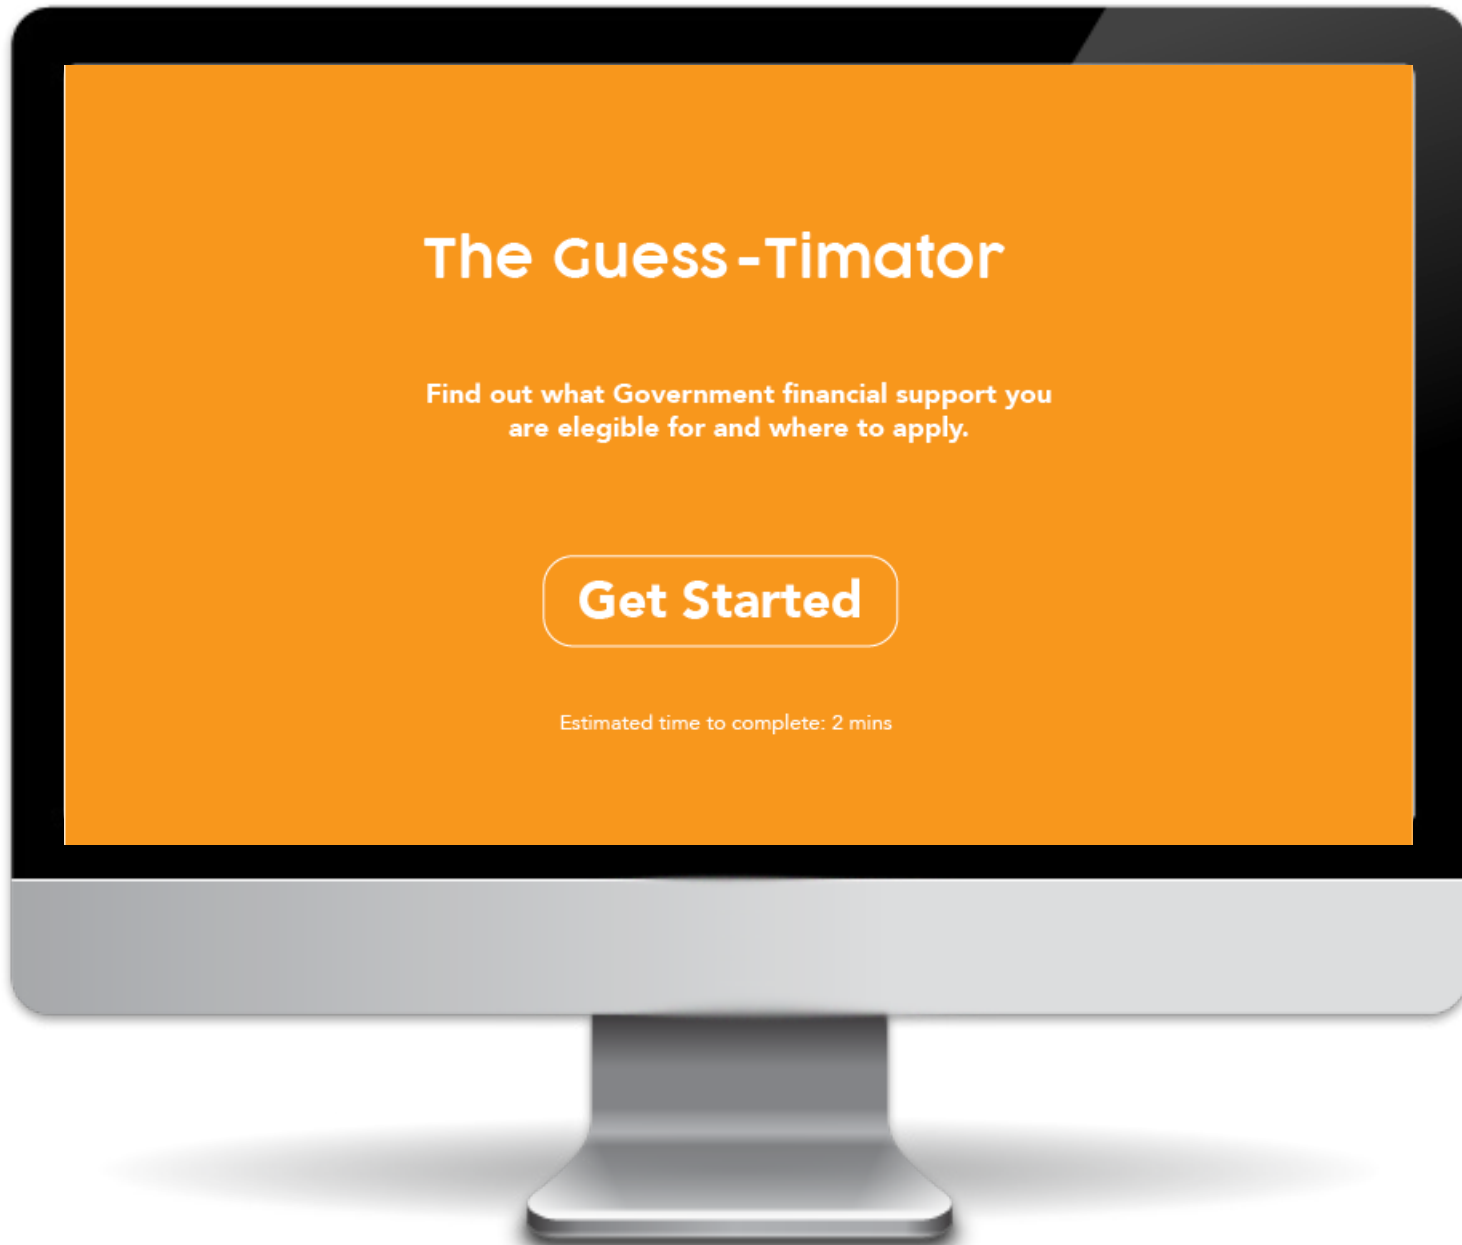 The Guess-Timator
Find out what Government financial support you
are elegible for and where to apply.
Get Started
Estimated time to complete: 2 mins